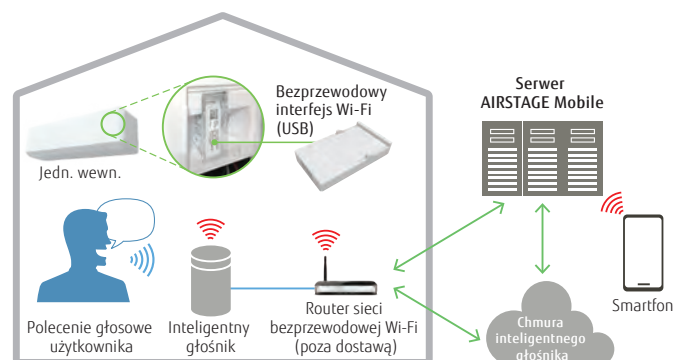 Bezprzewodowy
interfejs Wi-Fi
(USB)
Jedn. wewn.
Serwer
AIRSTAGE Mobile
Smartfon
Polecenie głosowe
użytkownika
Inteligentny
głośnik
Router sieci
bezprzewodowej Wi-Fi
(poza dostawą)
Chmura
inteligentnego
głośnika